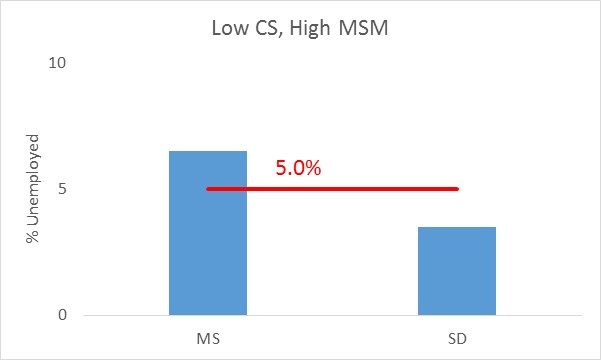 Low CS, High MSM
10
5.0%
5
0
% Unemployed
MS
SD